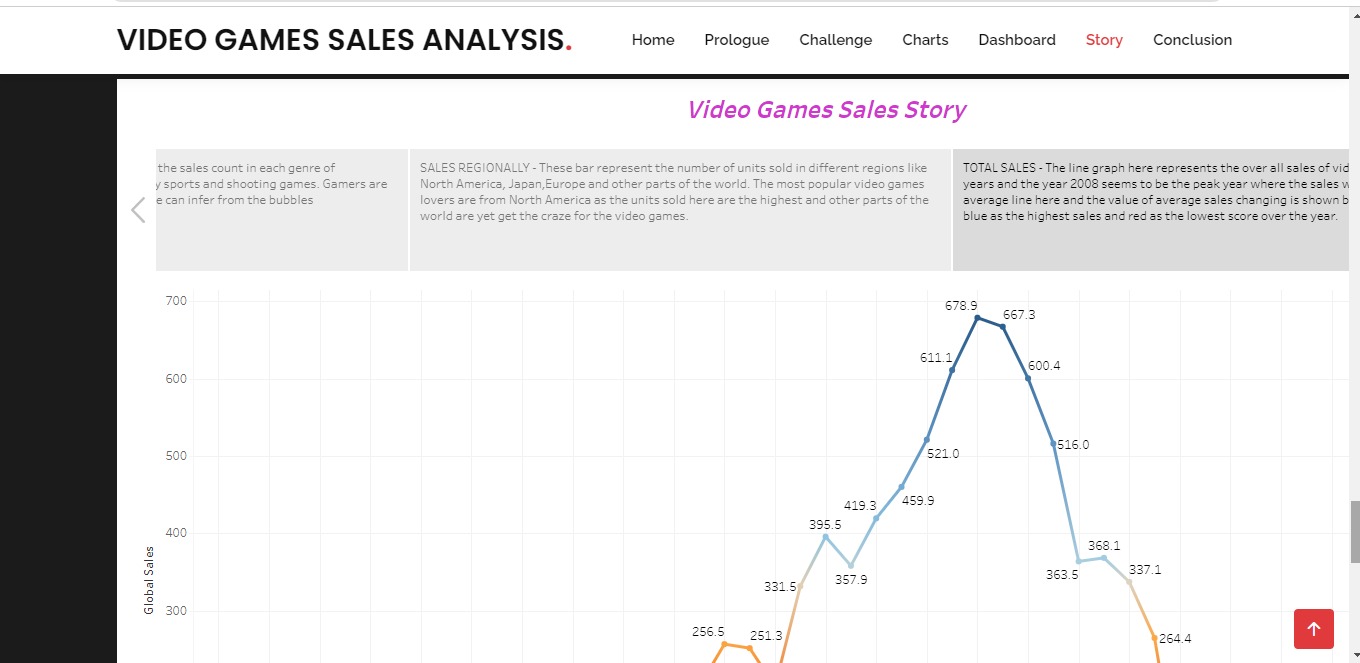 VIDEO GAMES SALES ANALYSIS.
Home Prologue Challenge Charts Dashboard Story Conclusion
Video Games Sales Story
the sales count in each genre of
y sports and shooting games. Gamers are
e can infer from the bubbles
SALES REGIONALLY - These bar represent the number of units sold in different regions like
North America, Japan,Europe and other parts of the world. The most popular video games
lovers are from North America as the units sold here are the highest and other parts of the
world are yet get the craze for the video games.
TOTAL SALES - The line graph here represents the over all sales of vid
years and the year 2008 seems to be the peak year where the sales w
average line here and the value of average sales changing is shown b
blue as the highest sales and red as the lowest score over the year.
700
678.9
667.3
611.1
600.4
600
516.0
521.0
500
459.9
419.3
395.5
400
368.1
363.5
357.9
337.1
331.5
Global Sales
300
256.5
251.3
264.4